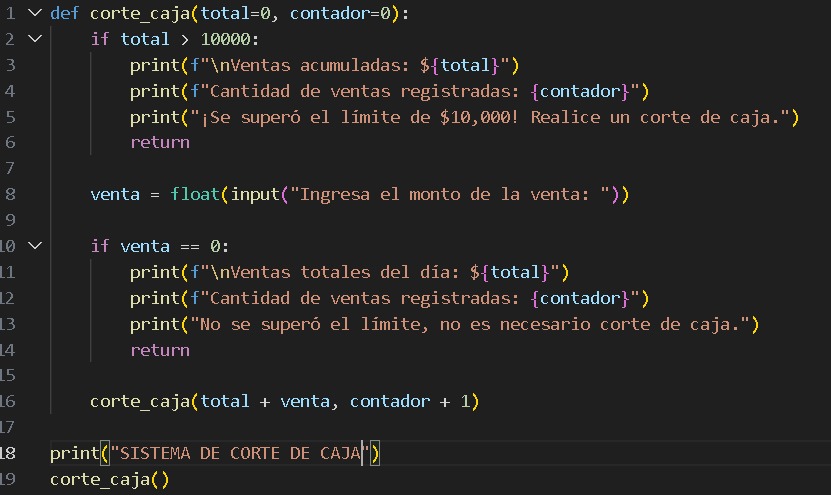 1 def corte_caja(total=0, contador=0):
2 if total > 10000:
3 print(f"\nVentas acumuladas: ${total}")
4 print(f"Cantidad de ventas registradas: {contador}")
5 print("¡Se superó el límite de $10,000! Realice un corte de caja.")
6 return
7
8 venta = float(input("Ingresa el monto de la venta: "))
9
10 if venta == 0:
11 print(f"\nVentas totales del día: ${total}")
12 print(f"Cantidad de ventas registradas: {contador}")
13 print("No se superó el límite, no es necesario corte de caja.")
14 return
15
16 corte_caja(total + venta, contador + 1)
17
18 print("SISTEMA DE CORTE DE CAJA")
19 corte_caja()